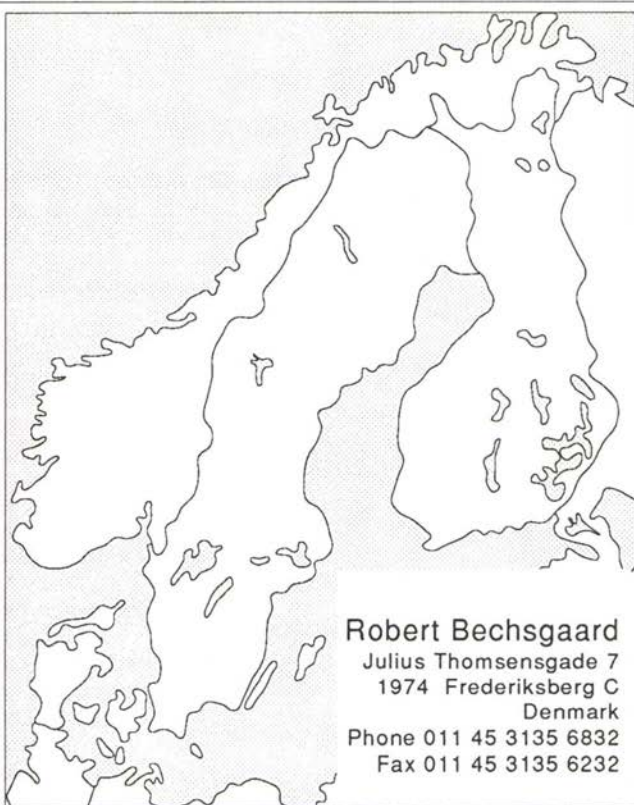 Robert Bechsgaard
Julius Thomsensgade 7
1974 Frederiksberg C
Denmark
Phone 011 45 3135 6832
Fax 011 45 3135 6232